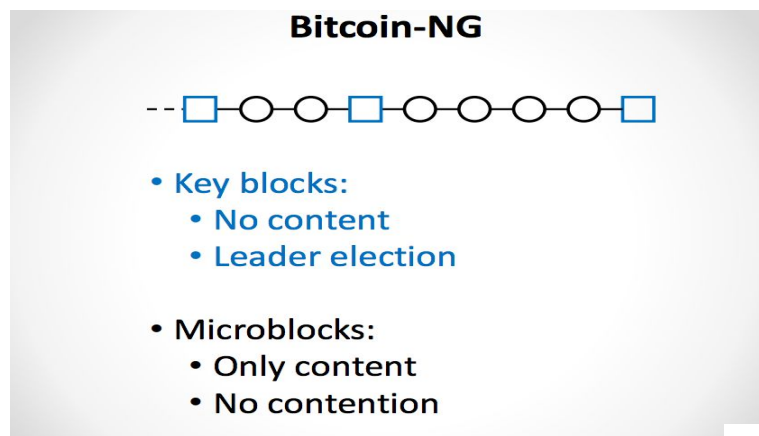 Bitcoin-NG
• Key blocks:
• No content
• Leader election
• Microblocks:
• Only content
• No contention